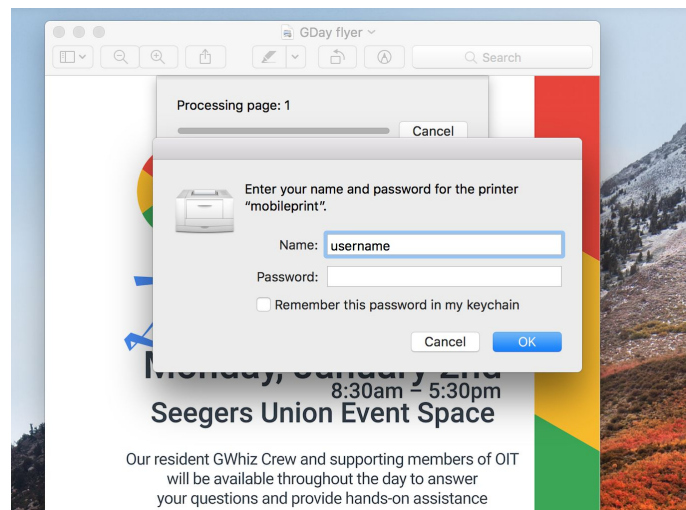 GDay flyer
Search
Processing page: 1
Cancel
Enter your name and password for the printer
“mobileprint”.
Name: username
Password:
Remember this password in my keychain
Cancel OK
Monday, January 2nd
8:30am – 5:30pm
Seegers Union Event Space
Our resident GWhiz Crew and supporting members of OIT
will be available throughout the day to answer
your questions and provide hands-on assistance